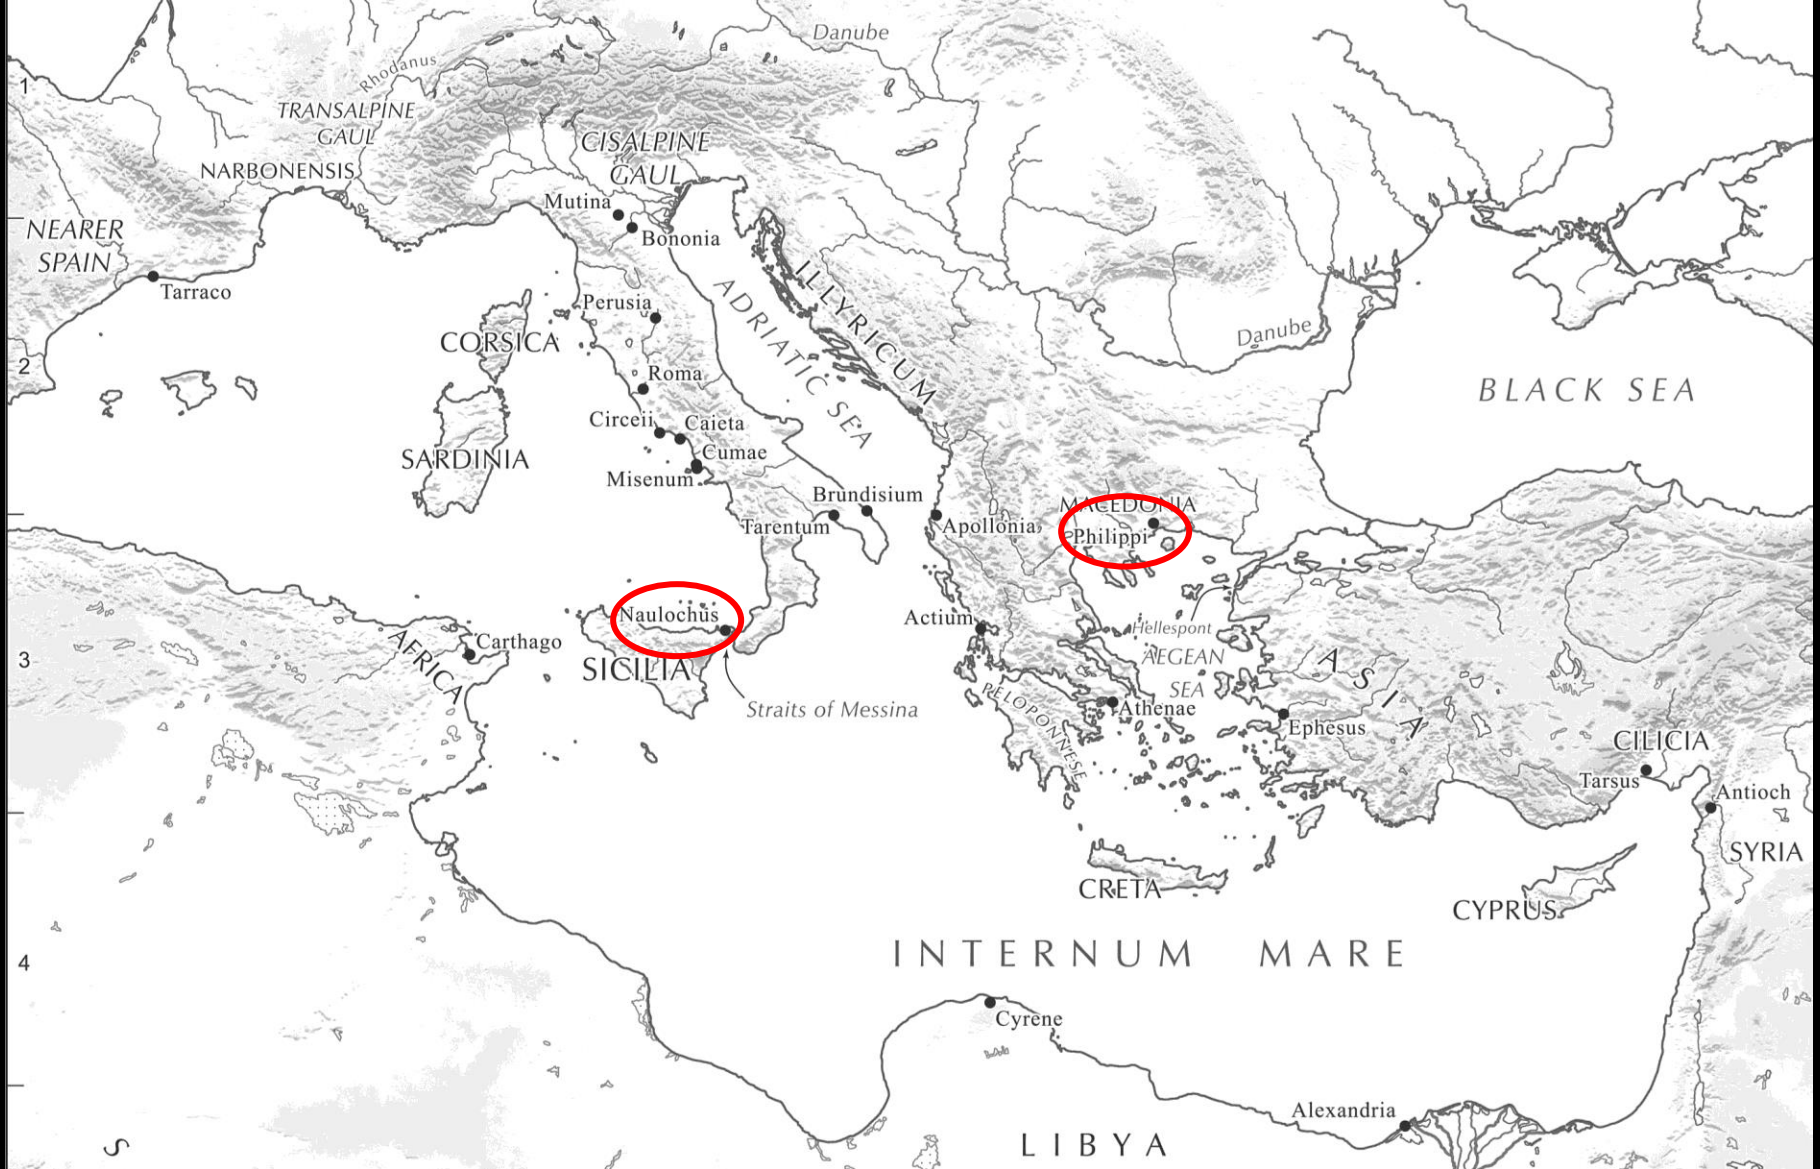 Danube
1
Rhodanus
TRANSALPINE
GAUL
CISALPINE
GAUL
NARBONENSIS
Mutina
NEARER
SPAIN
Bononia
Tarraco
ILLYRICUM
ADRIATIC SEA
Perusia
Danube
CORSICA
2
Roma
BLACK SEA
Circeii
Caieta
SARDINIA
Cumae
Misenum
Brundisium
MACEDONIA
Tarentum
Apollonia
Philippi
Naulochus
Actium
Hellespont
AFRICA
Carthago
3
SICILIA
AEGEAN
SEA
ASIA
PELOPONNESE
Straits of Messina
Athenae
Ephesus
CILICIA
Tarsus
Antioch
SYRIA
CRETA
CYPRUS
INTERNUM MARE
4
Cyrene
Alexandria
LIBYA
S